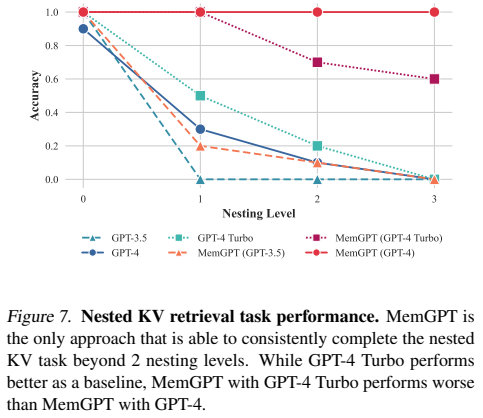 1.0
0.8
0.6
0.4
0.2
0.0
Accuracy
0 1 2 3
Nesting Level
GPT-3.5 GPT-4 Turbo MemGPT (GPT-4 Turbo)
GPT-4 MemGPT (GPT-3.5) MemGPT (GPT-4)
Figure 7. Nested KV retrieval task performance. MemGPT is
the only approach that is able to consistently complete the nested
KV task beyond 2 nesting levels. While GPT-4 Turbo performs
better as a baseline, MemGPT with GPT-4 Turbo performs worse
than MemGPT with GPT-4.